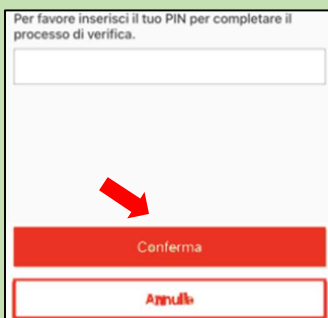 Per favore inserisci il tuo PIN per completare il
processo di verifica.
Conferma
Annulla